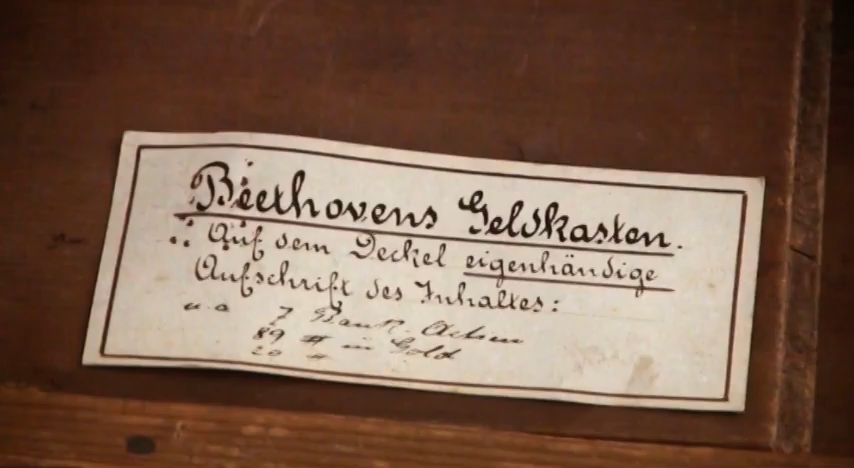 Beethovens Geldkasten.
Auf dem Deckel eigenhändige
Aufschrift des Inhaltes:
u. a 7 Bank. Actien
89 # in Gold
20 "